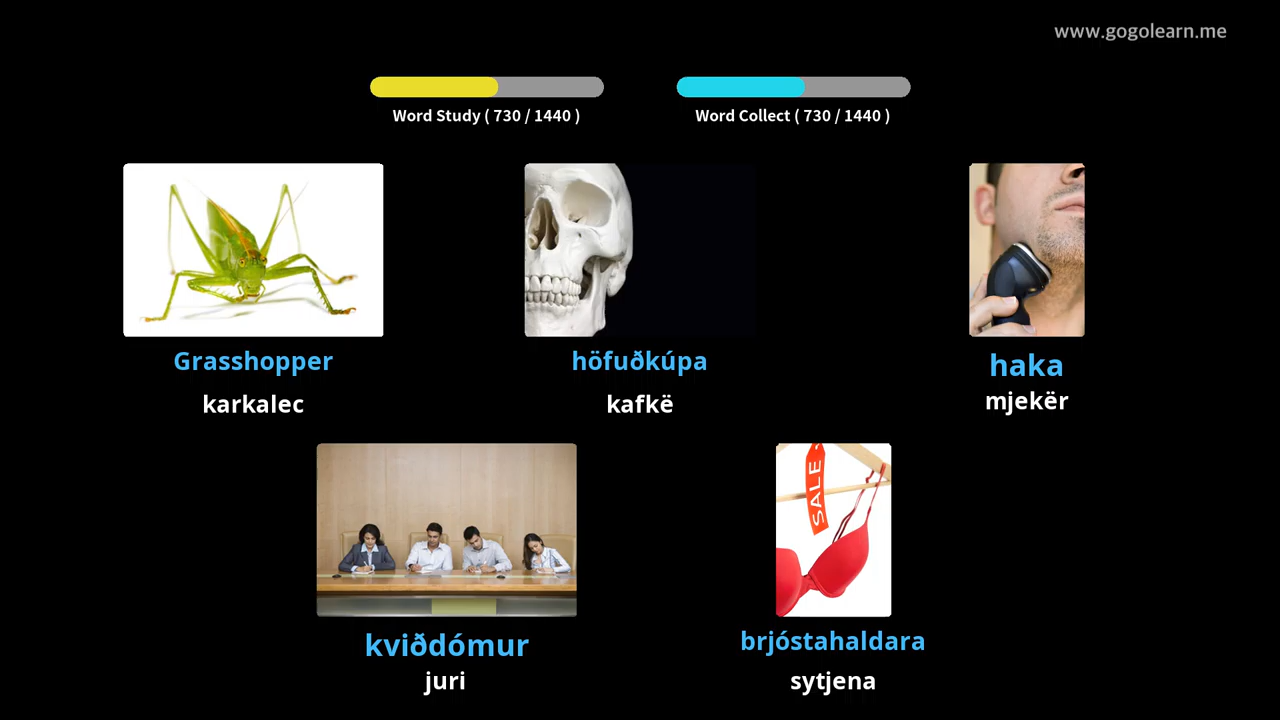 www.gogolearn.me
Word Study ( 730 / 1440 )
Word Collect ( 730 / 1440 )
Grasshopper
karkalec
höfuðkúpa
kafkë
haka
mjekër
SALE
kviðdómur
juri
brjóstahaldara
sytjena